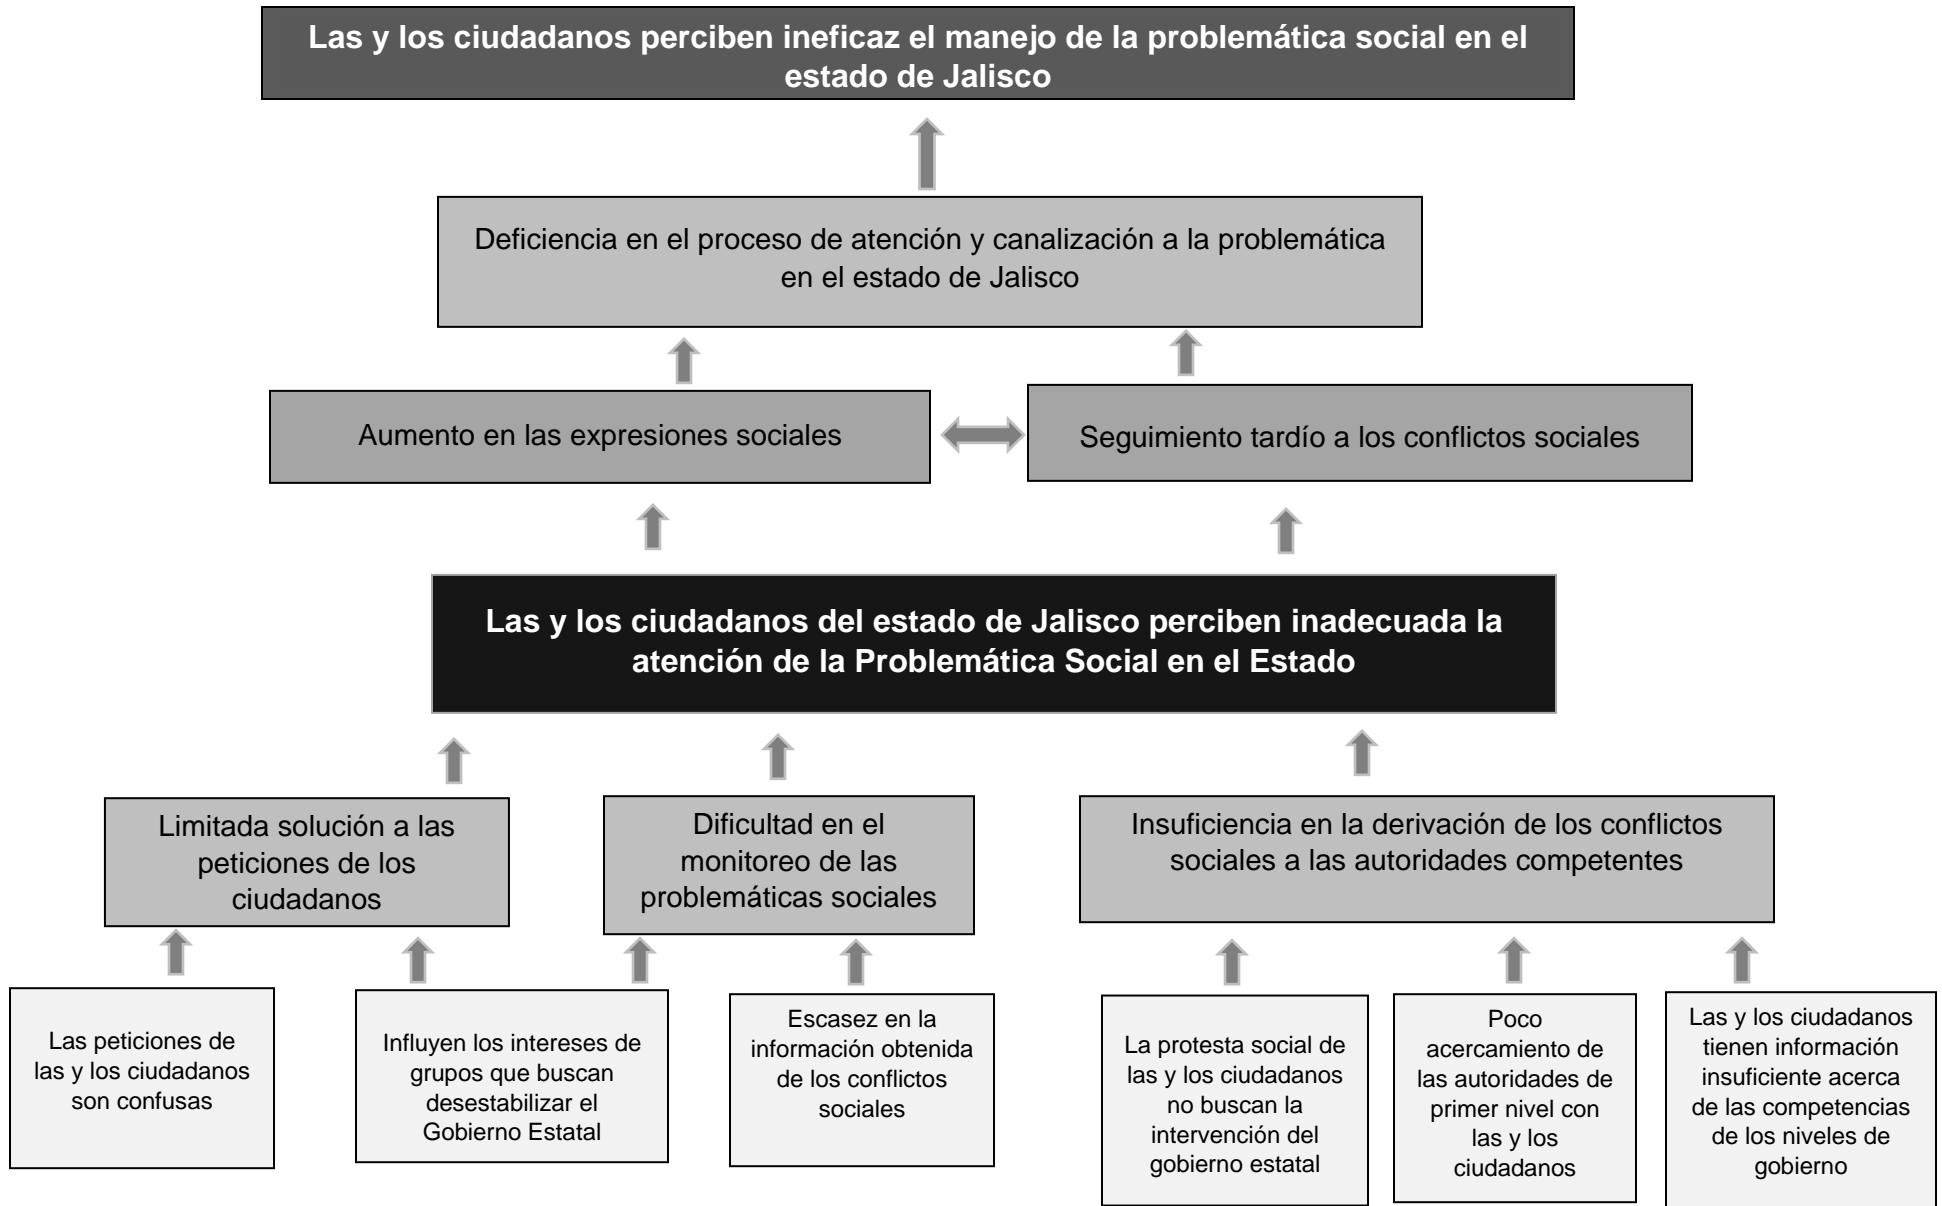 Las y los ciudadanos perciben ineficaz el manejo de la problemática social en el
estado de Jalisco
Deficiencia en el proceso de atención y canalización a la problemática
en el estado de Jalisco
Aumento en las expresiones sociales
Seguimiento tardío a los conflictos sociales
Las y los ciudadanos del estado de Jalisco perciben inadecuada la
atención de la Problemática Social en el Estado
Limitada solución a las
peticiones de los
ciudadanos
Dificultad en el
monitoreo de las
problemáticas sociales
Insuficiencia en la derivación de los conflictos
sociales a las autoridades competentes
Las peticiones de
las y los ciudadanos
son confusas
Influyen los intereses de
grupos que buscan
desestabilizar el
Gobierno Estatal
Escasez en la
información obtenida
de los conflictos
sociales
La protesta social de
las y los ciudadanos
no buscan la
intervención del
gobierno estatal
Poco
acercamiento de
las autoridades de
primer nivel con
las y los
ciudadanos
Las y los ciudadanos
tienen información
insuficiente acerca
de las competencias
de los niveles de
gobierno